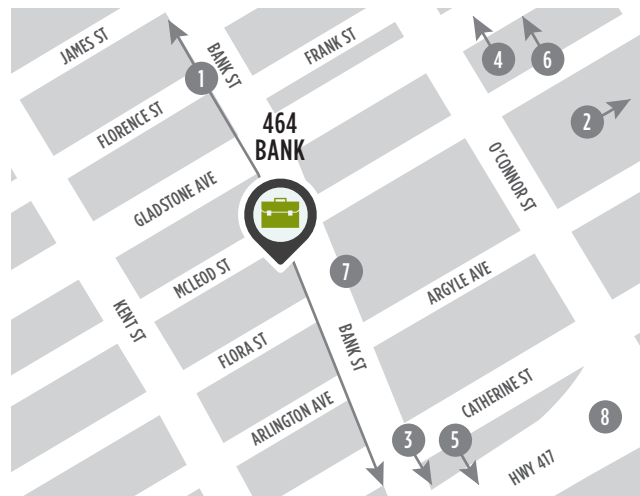 JAMES ST
BANK ST
FRANK ST
4
6
1
2
FLORENCE ST
464
BANK
O'CONNOR ST
GLADSTONE AVE
7
MCLEOD ST
ARGYLE AVE
KENT ST
FLORA ST
BANK ST
CATHERINE ST
ARLINGTON AVE
3
5
8
HWY 417